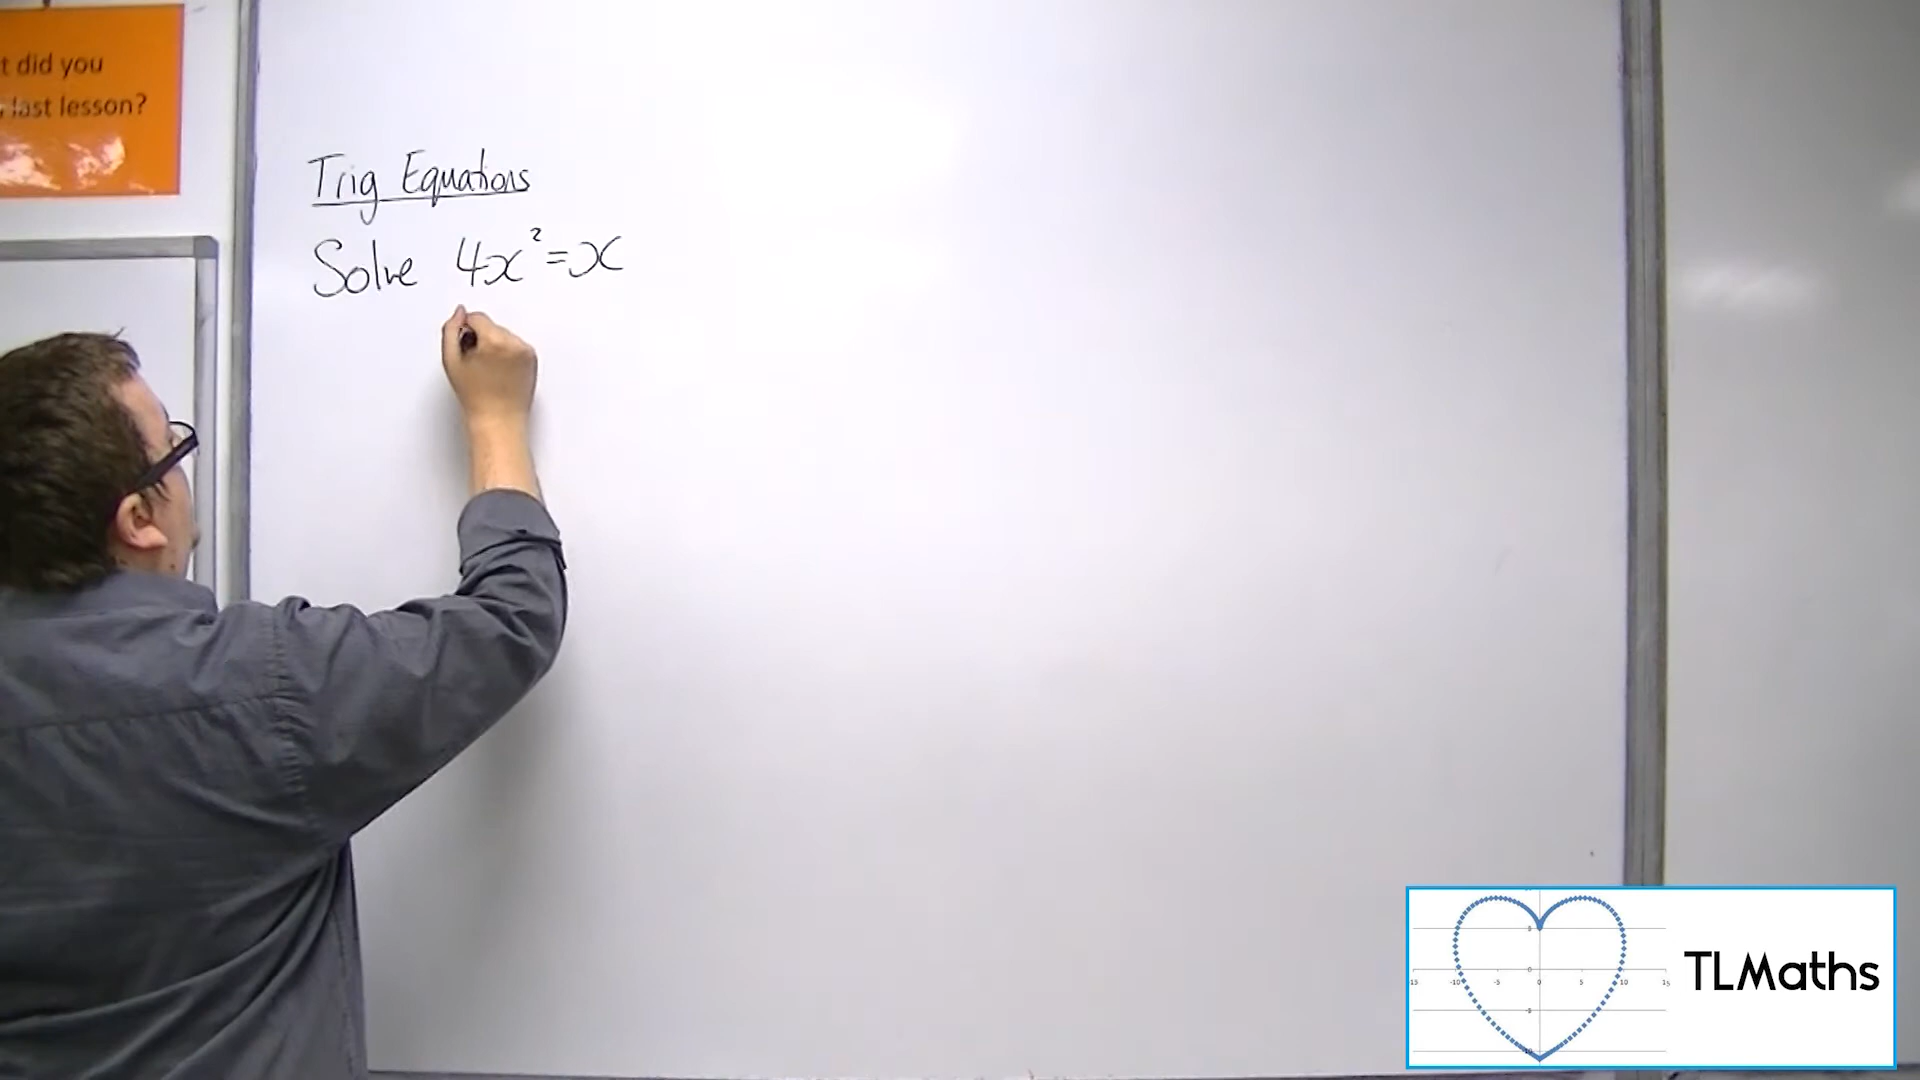 t did you
last lesson?
Trig Equations
Solve 4x²=x
TLMaths